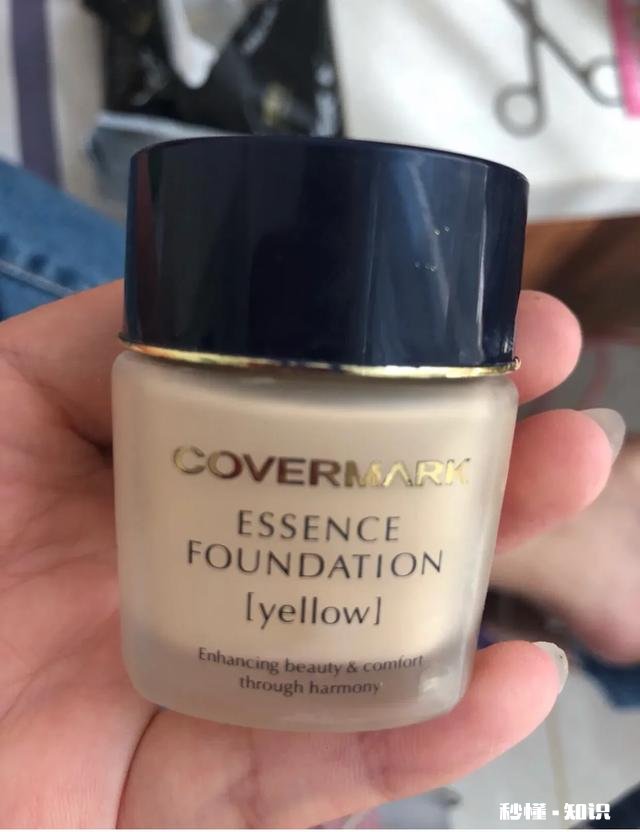 COVERMARK
ESSENCE
FOUNDATION
[yellow]
Enhancing beauty & comfort
through harmony
秒懂·知识